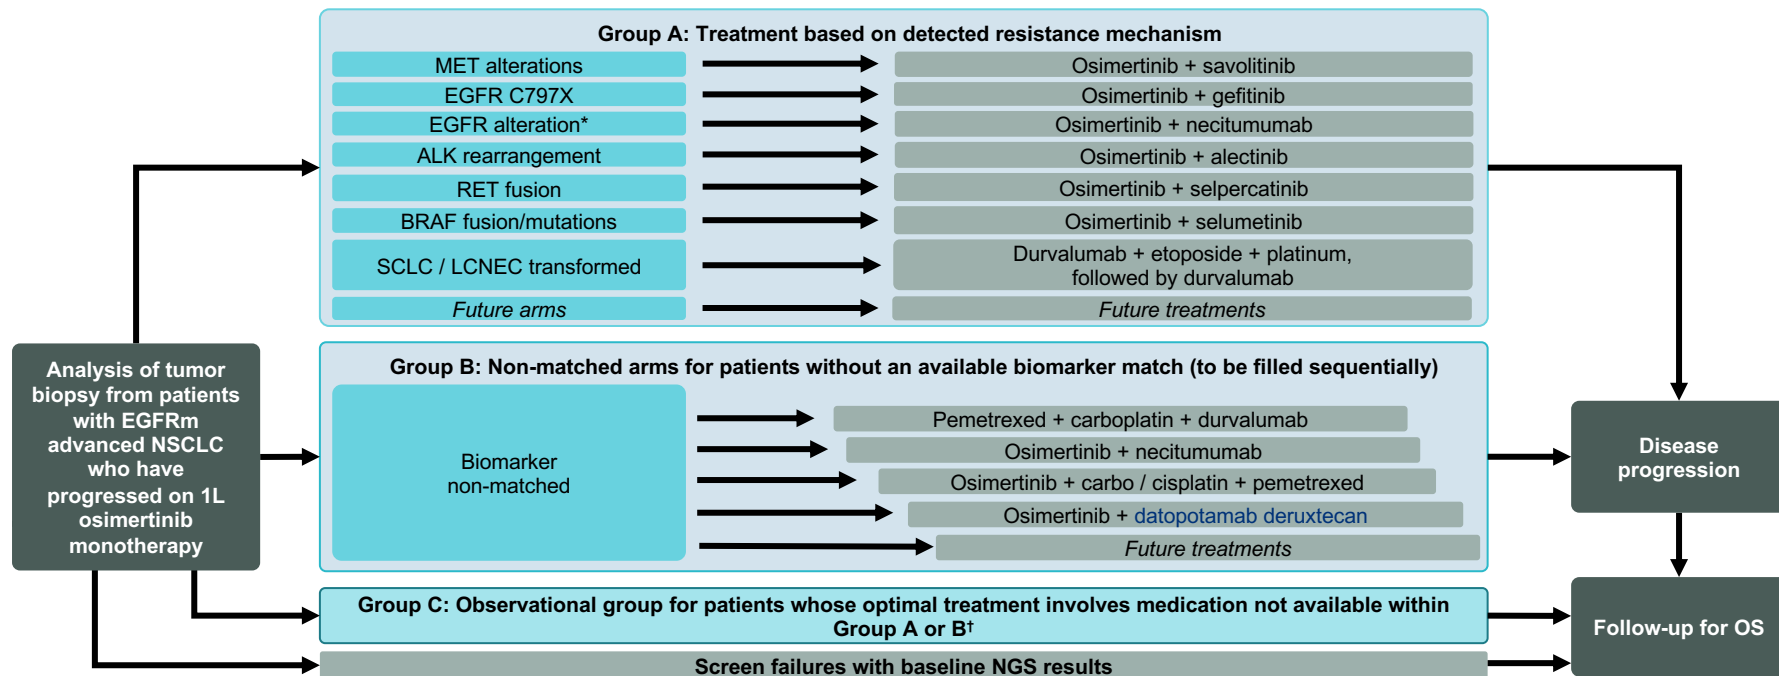 Group A: Treatment based on detected resistance mechanism
MET alterations
Osimertinib + savolitinib
EGFR C797X
Osimertinib + gefitinib
EGFR alteration*
Osimertinib + necitumumab
ALK rearrangement
Osimertinib + alectinib
RET fusion
Osimertinib + selpercatinib
BRAF fusion/mutations
Osimertinib + selumetinib
SCLC / LCNEC transformed
Durvalumab + etoposide + platinum,
followed by durvalumab
Future arms
Future treatments
Analysis of tumor
biopsy from patients
with EGFRm
advanced NSCLC
who have
progressed on 1L
osimertinib
monotherapy
Group B: Non-matched arms for patients without an available biomarker match (to be filled sequentially)
Biomarker
non-matched
Pemetrexed + carboplatin + durvalumab
Osimertinib + necitumumab
Osimertinib + carbo / cisplatin + pemetrexed
Osimertinib + datopotamab deruxtecan
Future treatments
Disease
progression
Group C: Observational group for patients whose optimal treatment involves medication not available within
Group A or B†
Follow-up for OS
Screen failures with baseline NGS results